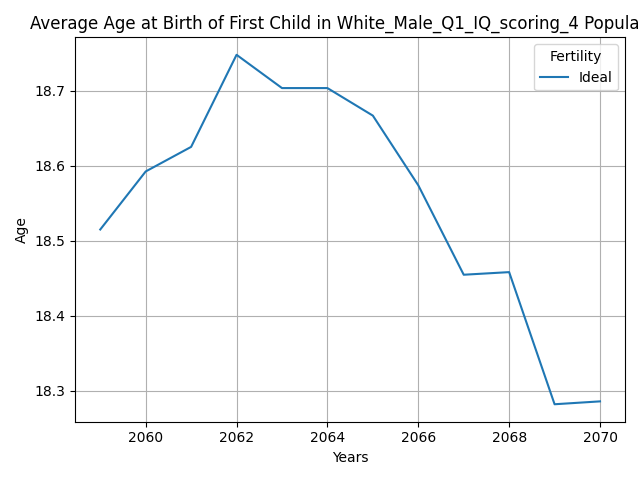 Average Age at Birth of First Child in White_Male_Q1_IQ_scoring_4 Popula
Fertility
Ideal
18.7
18.6
18.5
18.4
18.3
Age
2060 2062 2064 2066 2068 2070
Years